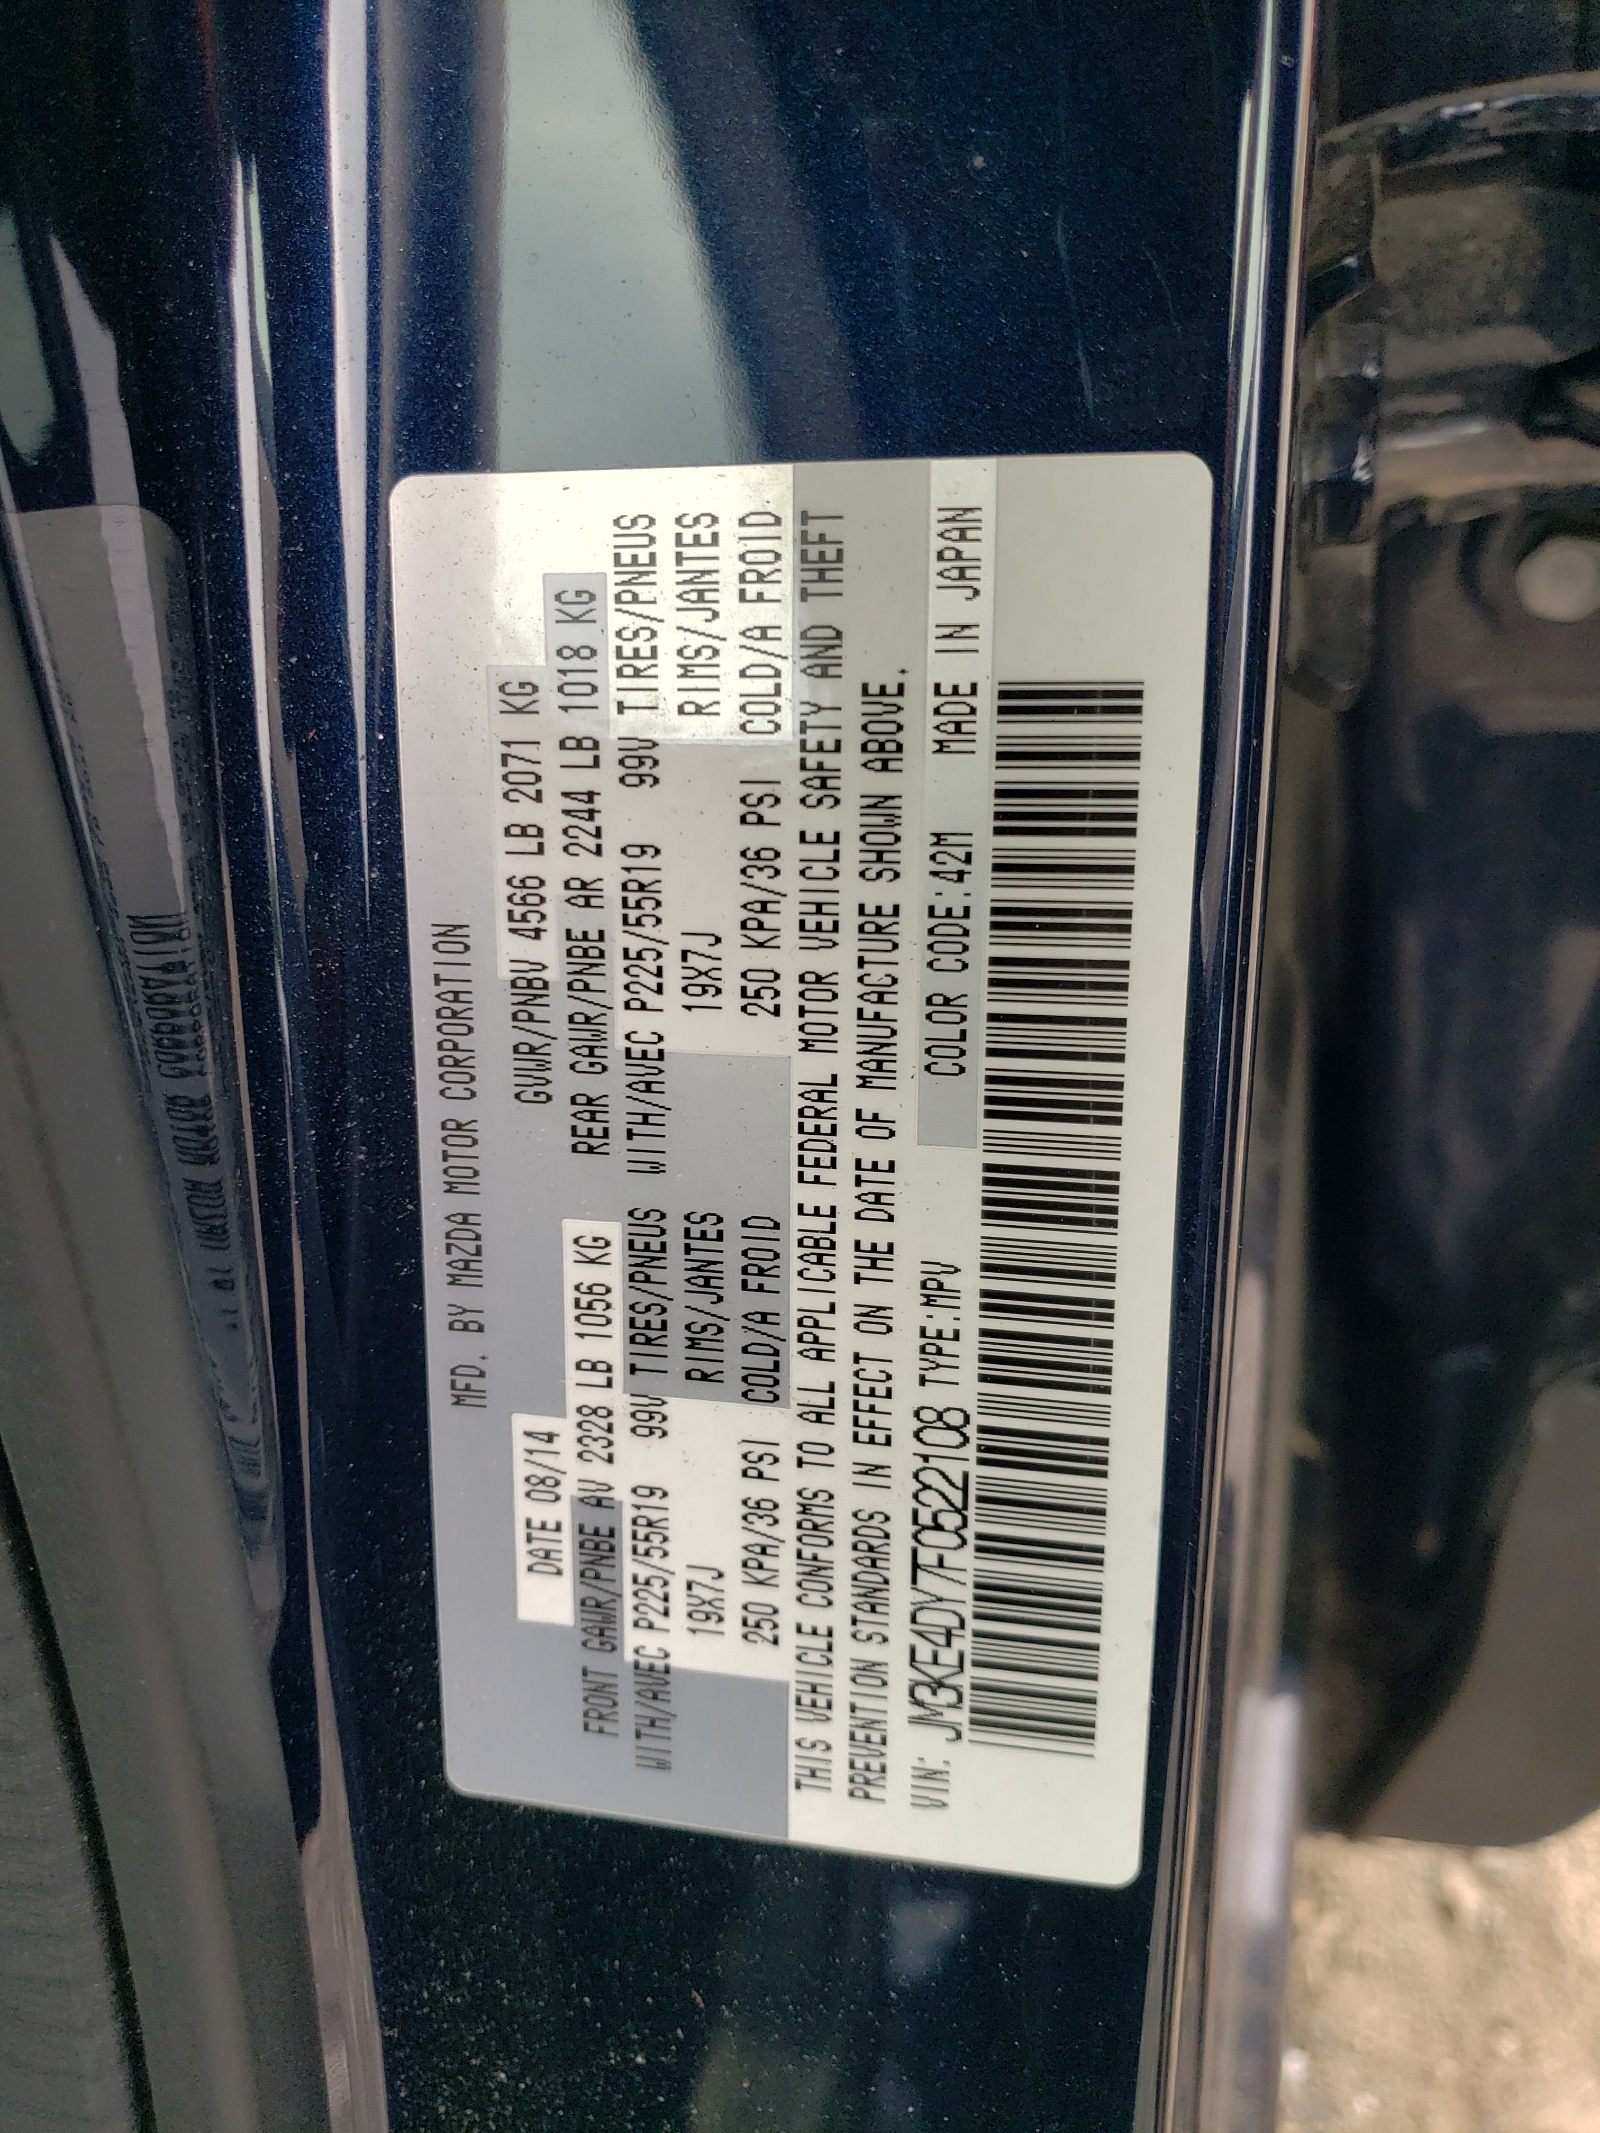 MFD. BY MAZDA MOTOR CORPORATION
DATE 08/14 GVWR/PNBV 4566 LB 2071 KG
FRONT GAWR/PNBE AV 2328 LB 1056 KG REAR GAWR/PNBE AR 2244 LB 1018 KG
WITH/AVEC P225/55R19 99V TIRES/PNEUS WITH/AVEC P225/55R19 99V TIRES/PNEUS
19X7J RIMS/JANTES 19X7J RIMS/JANTES
250 KPA/36 PSI COLD/A FROID 250 KPA/36 PSI COLD/A FROID
THIS VEHICLE CONFORMS TO ALL APPLICABLE FEDERAL MOTOR VEHICLE SAFETY AND THEFT
PREVENTION STANDARDS IN EFFECT ON THE DATE OF MANUFACTURE SHOWN ABOVE.
VIN: JM3KE4DY7F0522108 TYPE:MPV COLOR CODE:42M MADE IN JAPAN